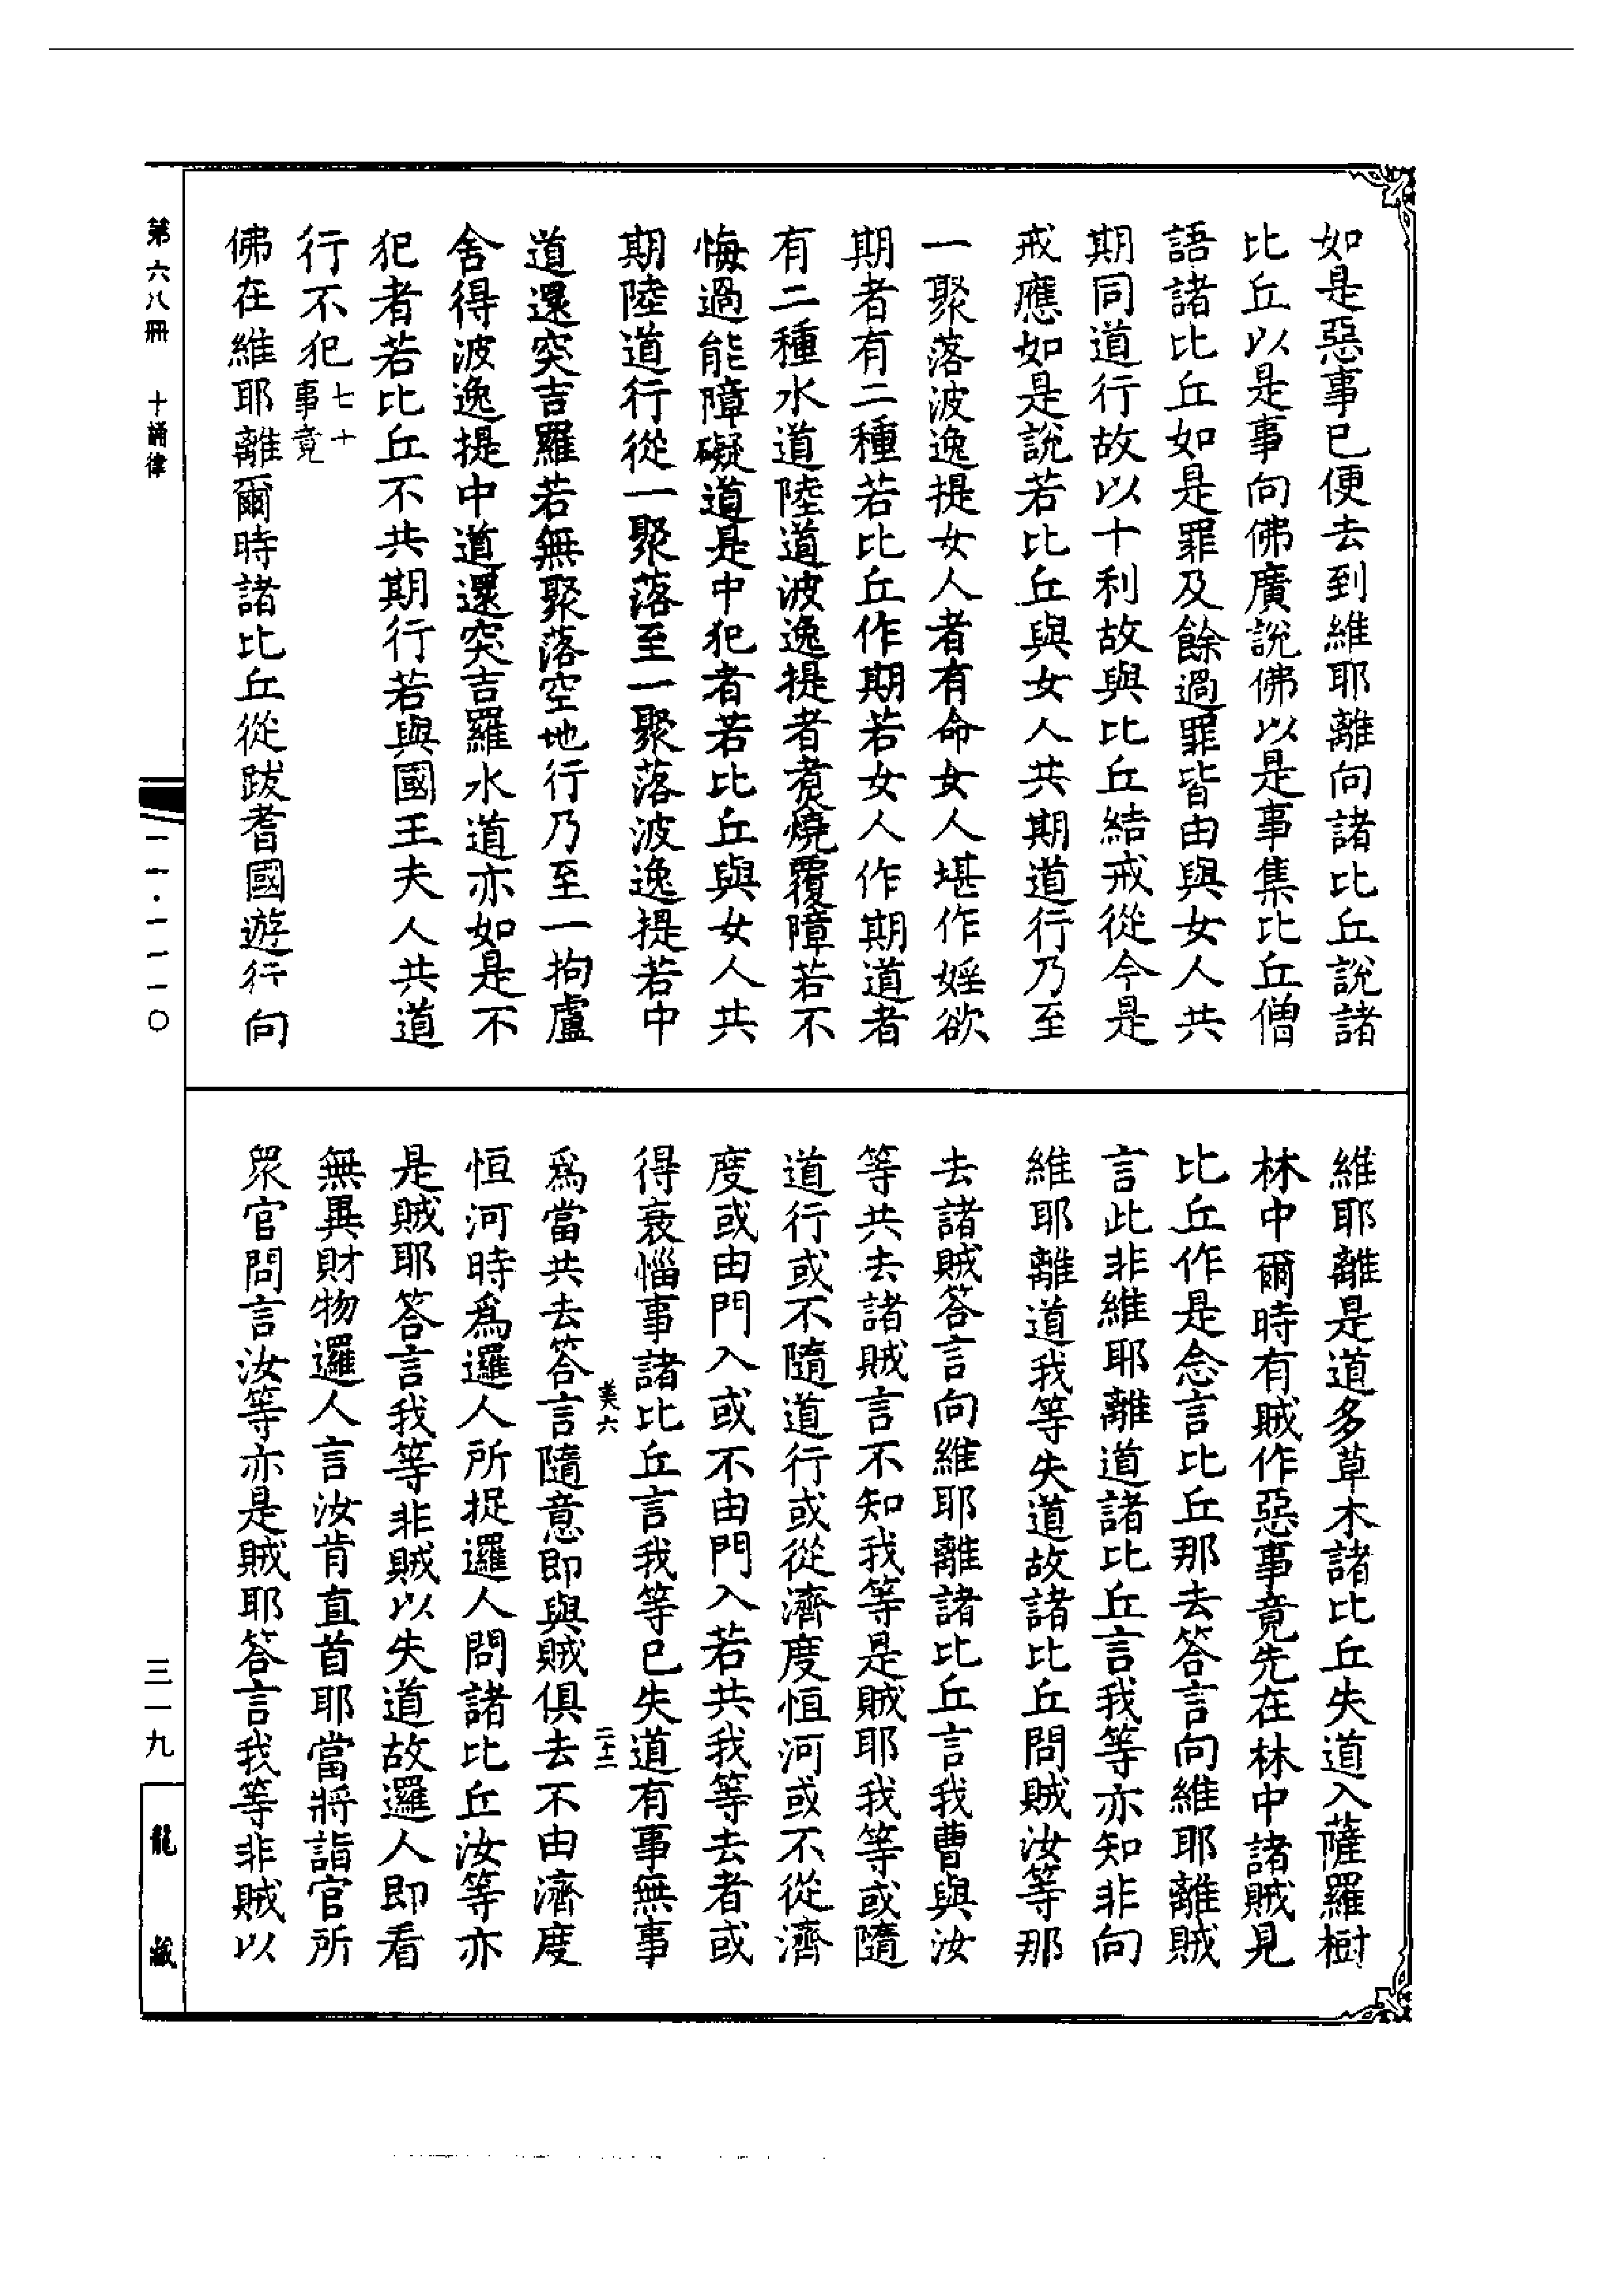 如是惡事已便去到維耶離向諸比丘說諸
比丘以是事向佛廣說佛以是事集比丘僧
語諸比丘如是罪及餘過罪皆由與女人共
期同道行故以十利故與比丘結戒從今是
戒應如是說若比丘與女人共期道行乃至
一聚落波逸提女人者有命女人堪作婬欲
期者有二種若比丘作期若女人作期道者
有二種水道陸道波逸提者煑燒覆障若不
悔過能障礙道是中犯者若比丘與女人共
期陸道行從一聚落至一聚落波逸提若中
道還突吉羅若無聚落空地行乃至一拘盧
舍得波逸提中道還突吉羅水道亦如是不
犯者若比丘不共期行若與國王夫人共道
行不犯七十事竟
佛在維耶離爾時諸比丘從跋耆國遊行向
維耶離是道多草木諸比丘失道入薩羅樹
林中爾時有賊作惡事竟先在林中諸賊見
比丘作是念言比丘那去答言向維耶離賊
言此非維耶離道諸比丘言我等亦知非向
維耶離道我等失道故諸比丘問賊汝等那
去諸賊答言向維耶離諸比丘言我曹與汝
等共去諸賊言不知我等是賊耶我等或隨
道行或不隨道行或從濟度恒河或不從濟
度或由門入或不由門入若共我等去者或
得衰惱事諸比丘言我等已失道有事無事
美六 二十二
爲當共去答言隨意即與賊俱去不由濟度
恒河時爲邏人所捉邏人問諸比丘汝等亦
是賊耶答言我等非賊以失道故邏人即看
無異財物邏人言汝肯直首耶當將詣官所
眾官問言汝等亦是賊耶答言我等非賊以
第六八冊 十誦律
一一·一一一〇
三一九
龍藏